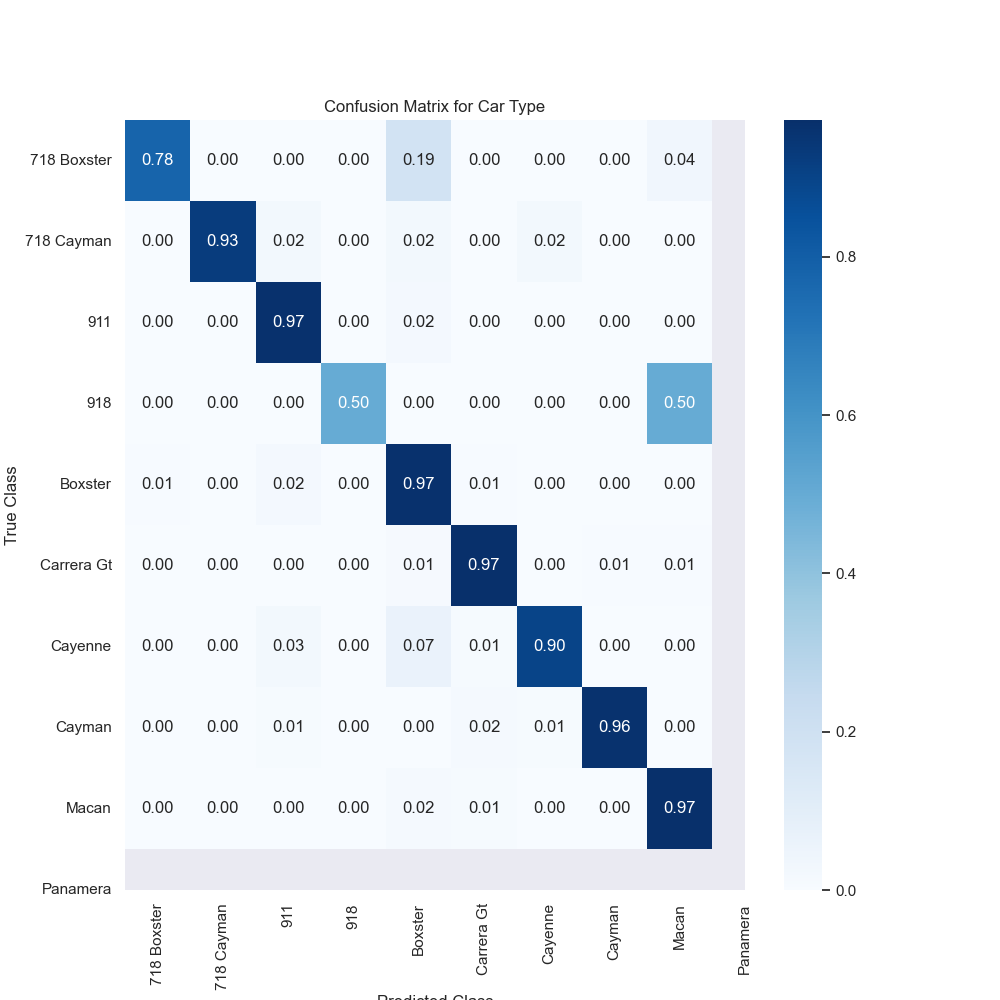 Confusion Matrix for Car Type
718 Boxster 0.78 0.00 0.00 0.00 0.19 0.00 0.00 0.00 0.04
718 Cayman 0.00 0.93 0.02 0.00 0.02 0.00 0.02 0.00 0.00
911 0.00 0.00 0.97 0.00 0.02 0.00 0.00 0.00 0.00
918 0.00 0.00 0.00 0.50 0.00 0.00 0.00 0.00 0.50
Boxster 0.01 0.00 0.02 0.00 0.97 0.01 0.00 0.00 0.00
Carrera Gt 0.00 0.00 0.00 0.00 0.01 0.97 0.00 0.01 0.01
Cayenne 0.00 0.00 0.03 0.00 0.07 0.01 0.90 0.00 0.00
Cayman 0.00 0.00 0.01 0.00 0.00 0.02 0.01 0.96 0.00
Macan 0.00 0.00 0.00 0.00 0.02 0.01 0.00 0.00 0.97
Panamera
True Class
718 Boxster 718 Cayman 911 918 Boxster Carrera Gt Cayenne Cayman Macan Panamera
Predicted Class
0.8
0.6
0.4
0.2
0.0